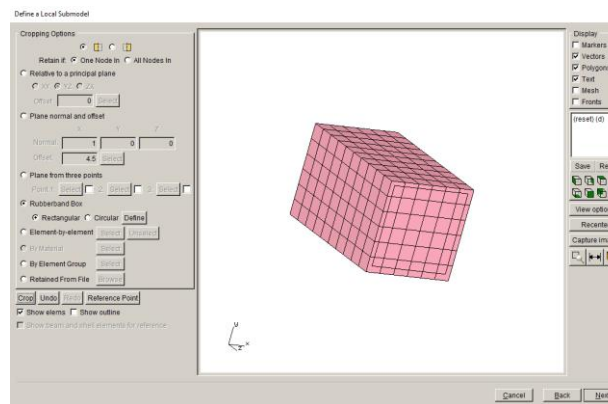 Define a Local Submodel
Cropping Options
Retain if: One Node In All Nodes In
Relative to a principal plane
XY YZ ZX
Offset: 0 Select
Plane normal and offset
X Y Z
Normal: 1 0 0
Offset: 4.5 Select
Plane from three points
Point 1: Select 2: Select 3: Select
Rubberband Box
Rectangular Circular Define
Element-by-element Select Unselect
By Material Select
By Element Group Select
Retained From File Browse
Crop Undo Redo Reference Point
Show elems Show outline
Show beam and shell elements for reference
y
x
z
Display
Markers
Vectors
Polygons
Text
Mesh
Fronts
(reset) (d)
Save
View optio
Recente
Capture ima
Cancel Back Nex